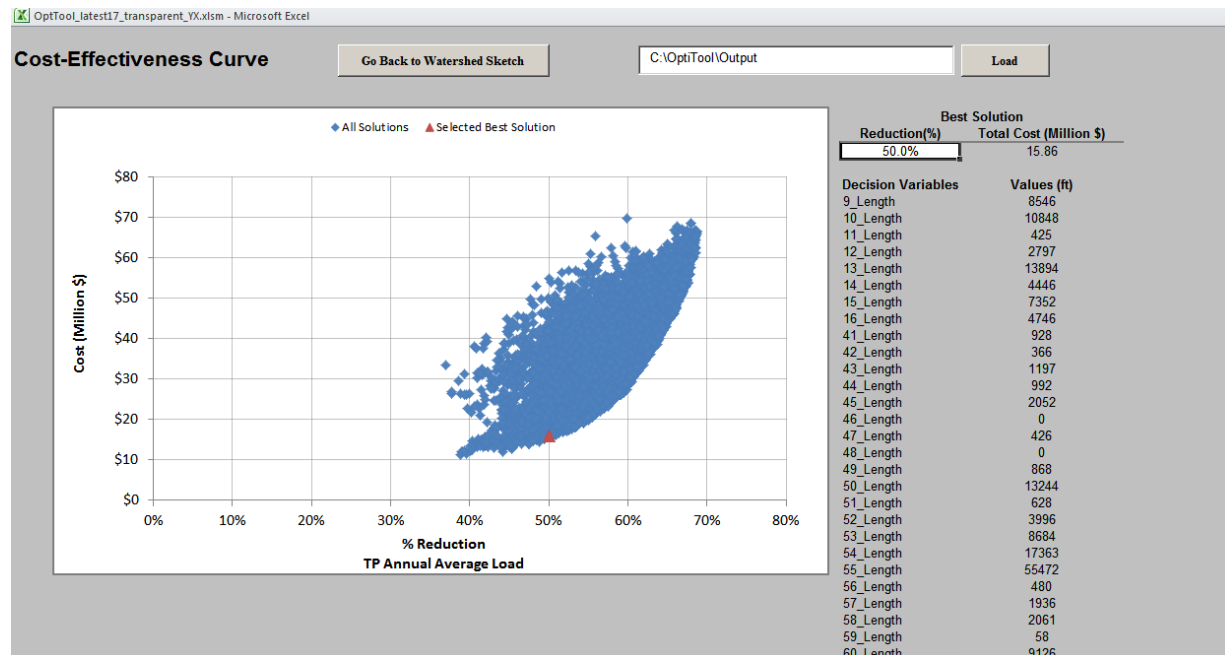 OptTool_latest17_transparent_YX.xlsm - Microsoft Excel
Cost-Effectiveness Curve
Go Back to Watershed Sketch
C:\OptiTool\Output
Load
All Solutions
Selected Best Solution
$80
$70
$60
$50
$40
$30
$20
$10
$0
Cost (Million $)
0% 10% 20% 30% 40% 50% 60% 70% 80%
% Reduction
TP Annual Average Load
Best Solution
Reduction(%) Total Cost (Million $)
50.0% 15.86
Decision Variables Values (ft)
9_Length 8546
10_Length 10848
11_Length 425
12_Length 2797
13_Length 13894
14_Length 4446
15_Length 7352
16_Length 4746
41_Length 928
42_Length 366
43_Length 1197
44_Length 992
45_Length 2052
46_Length 0
47_Length 426
48_Length 0
49_Length 868
50_Length 13244
51_Length 628
52_Length 3996
53_Length 8684
54_Length 17363
55_Length 55472
56_Length 480
57_Length 1936
58_Length 2061
59_Length 58
60_Length 9126